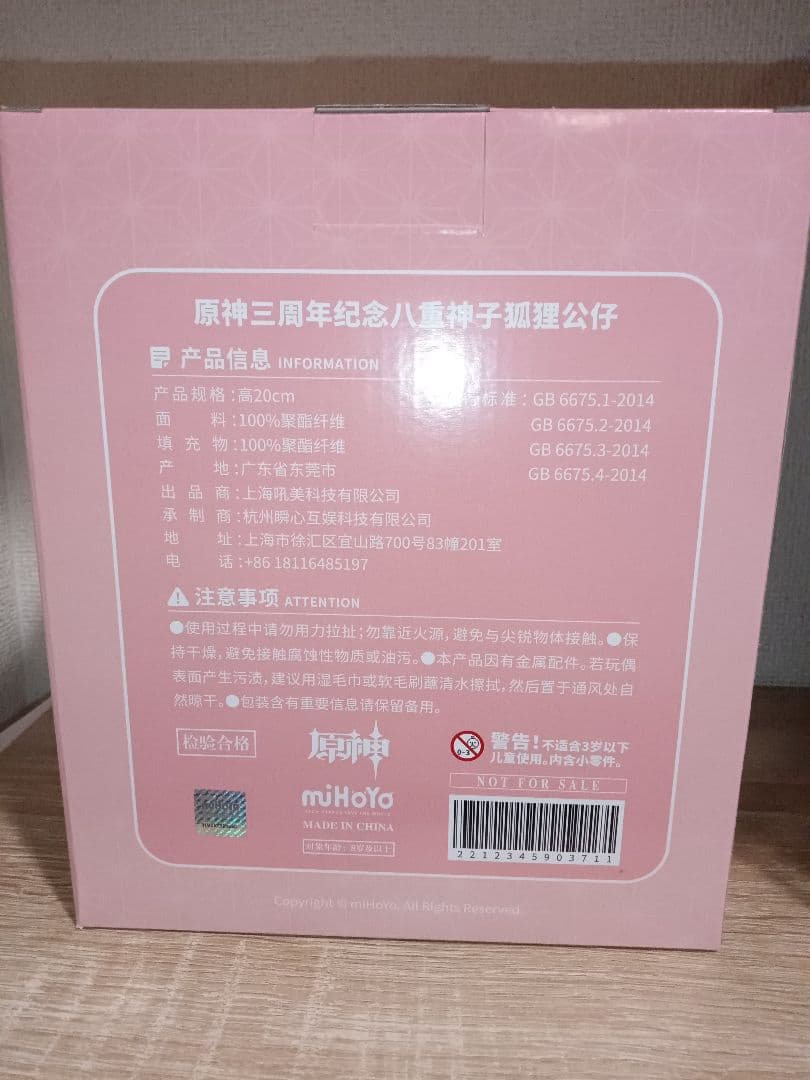 原神三周年纪念八重神子狐狸公仔
产品信息 INFORMATION
产品规格:高20cm
标准:GB 6675.1-2014
面料:100%聚酯纤维
GB 6675.2-2014
填充物:100%聚酯纤维
GB 6675.3-2014
产地:广东省东莞市
GB 6675.4-2014
出品商:上海吼美科技有限公司
承制商:杭州瞬心互娱科技有限公司
地址:上海市徐汇区宜山路700号83幢201室
电话:+86 18116485197
注意事项 ATTENTION
●使用过程中请勿用力拉扯;勿靠近火源,避免与尖锐物体接触。●保
持干燥,避免接触腐蚀性物质或油污。●本产品因有金属配件。若玩偶
表面产生污渍,建议用湿毛巾或软毛刷蘸清水擦拭,然后置于通风处自
然晾干。●包装含有重要信息请保留备用。
检验合格
原神
miHoYo
MADE IN CHINA
对象年龄:8岁及以上
0-3
警告!不适合3岁以下
儿童使用。内含小零件。
NOT FOR SALE
2212345903711
Copyright © miHoYo. All Rights Reserved.